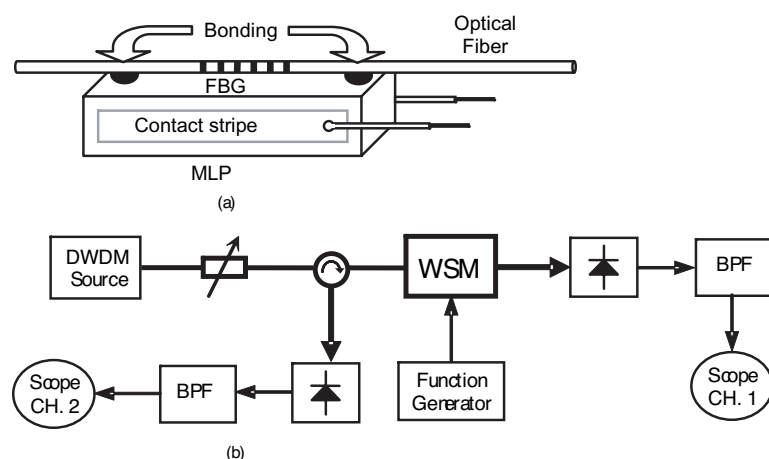 Bonding
Optical
Fiber
FBG
Contact stripe
MLP
(a)
DWDM
Source
WSM
BPF
Scope
CH. 2
BPF
Function
Generator
Scope
CH. 1
(b)